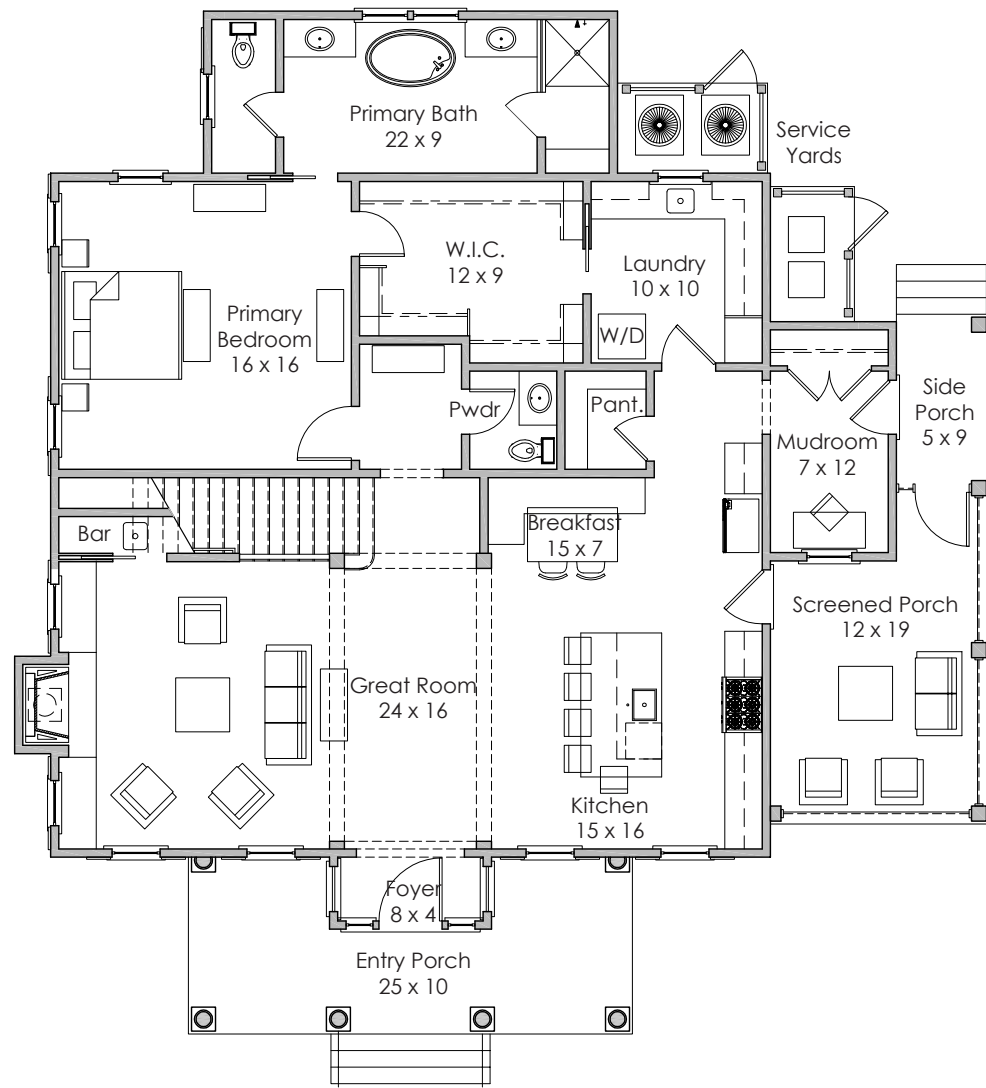 Primary Bath
22 x 9
Service
Yards
W.I.C.
12 x 9
Laundry
10 x 10
W/D
Primary
Bedroom
16 x 16
Pwdr
Pant.
Side
Porch
5 x 9
Mudroom
7 x 12
Bar
Breakfast
15 x 7
Screened Porch
12 x 19
Great Room
24 x 16
Kitchen
15 x 16
Foyer
8 x 4
Entry Porch
25 x 10